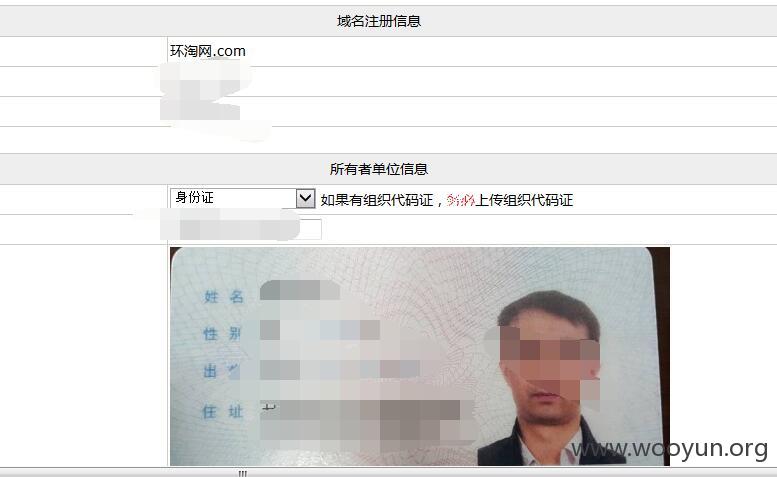 域名注册信息
环淘网.com
所有者单位信息
身份证
如果有组织代码证，务必上传组织代码证
姓 名
性 别
出
住 址
www.wooyun.org